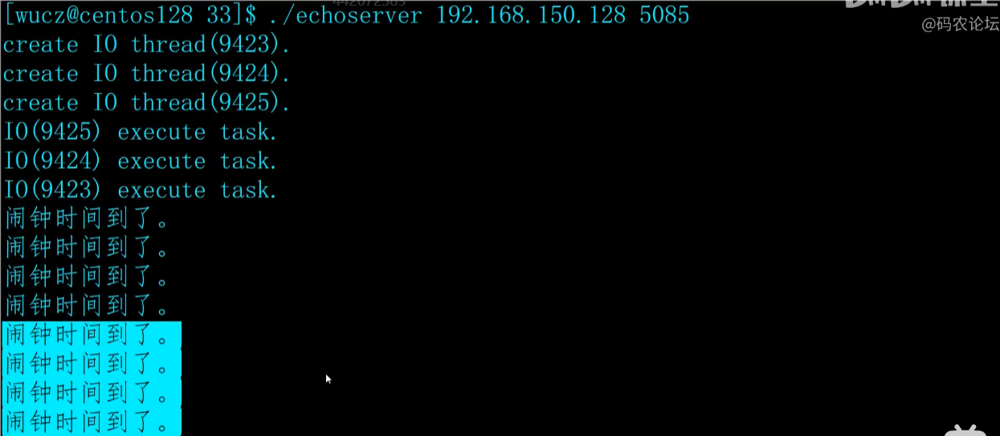 [wucz@centos128 33]$ ./echoserver 192.168.150.128 5085
@码农论坛
create IO thread(9423).
create IO thread(9424).
create IO thread(9425).
IO(9425) execute task.
IO(9424) execute task.
IO(9423) execute task.
闹钟时间到了。
闹钟时间到了。
闹钟时间到了。
闹钟时间到了。
闹钟时间到了。
闹钟时间到了。
闹钟时间到了。
闹钟时间到了。